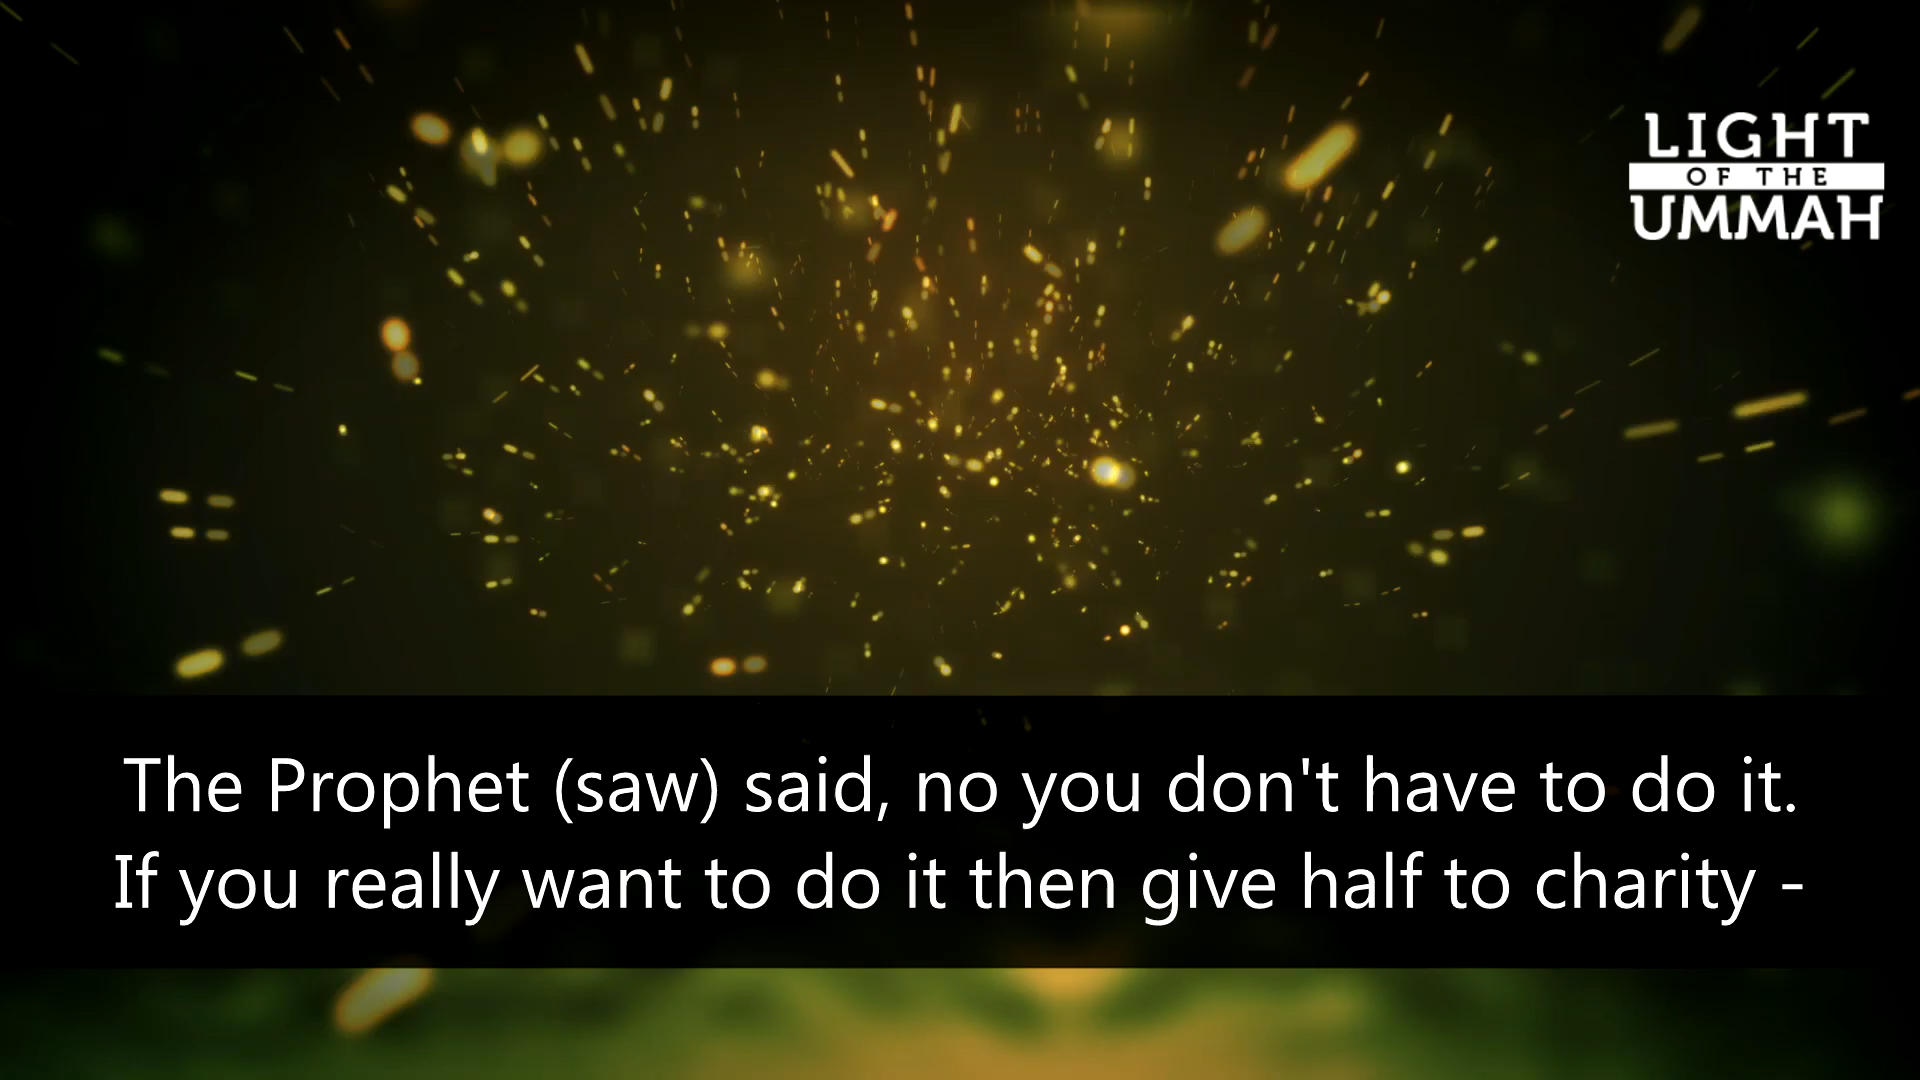 LIGHT
OF THE
UMMAH
The Prophet (saw) said, no you don't have to do it.
If you really want to do it then give half to charity -